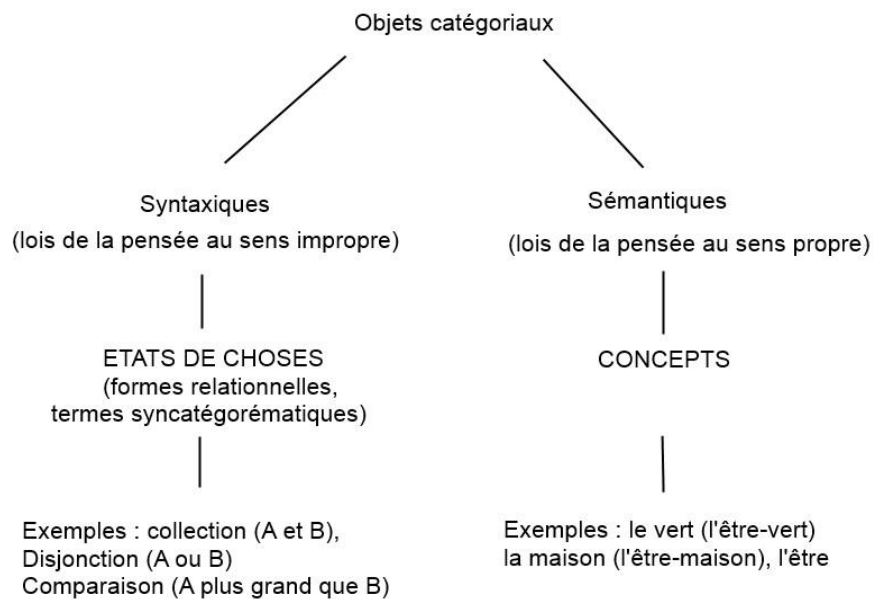 Objets catégoriaux
Syntaxiques
(lois de la pensée au sens impropre)
Sémantiques
(lois de la pensée au sens propre)
ETATS DE CHOSES
(formes relationnelles,
termes syncatégorématiques)
CONCEPTS
Exemples : collection (A et B),
Disjonction (A ou B)
Comparaison (A plus grand que B)
Exemples : le vert (l'être-vert)
la maison (l'être-maison), l'être